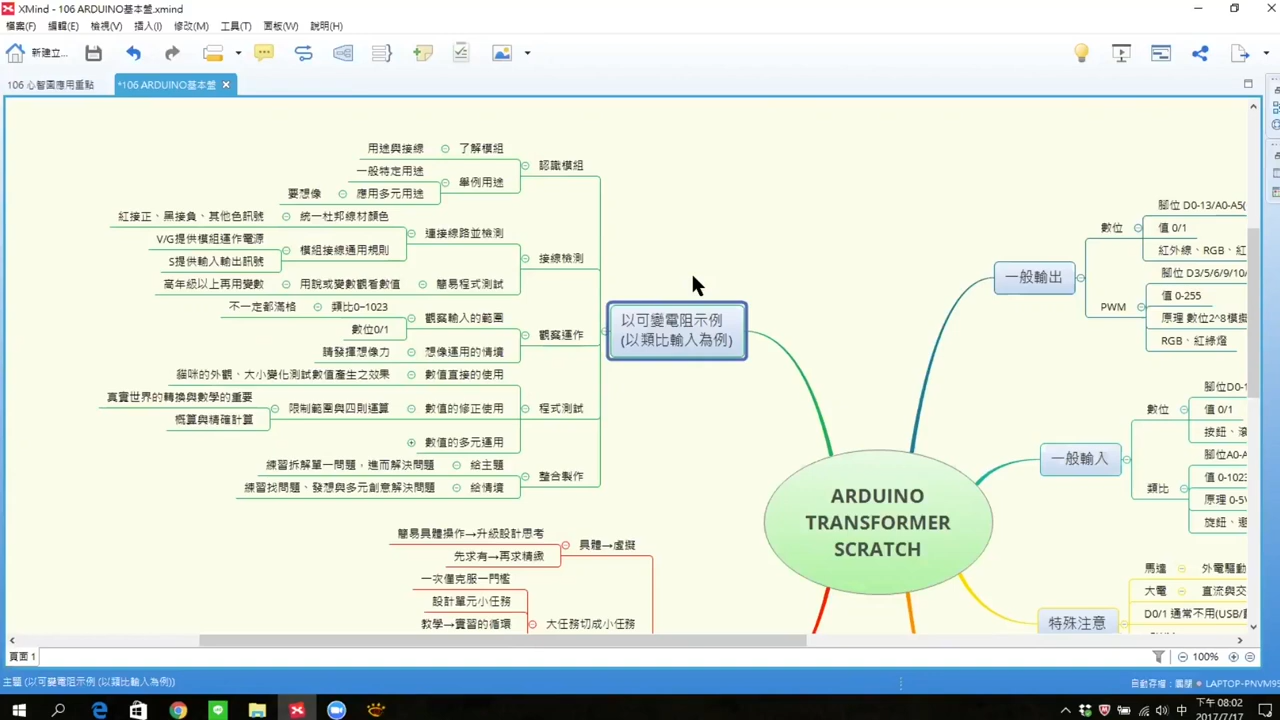 XMind - 106 ARDUINO基本盤.xmind
檔案(F) 編輯(E) 檢視(V) 插入(I) 修改(M) 工具(T) 面板(W) 說明(H)
新建立...
106 心智圖應用重點
*106 ARDUINO基本盤
用途與接線
了解模組
認識模組
一般特定用途
舉例用途
要想像
應用多元用途
紅接正、黑接負、其他色訊號
統一杜邦線材顏色
連接線路並檢測
V/G提供模組運作電源
模組接線通用規則
S提供輸入輸出訊號
接線檢測
高年級以上再用變數
用說或變數觀看數值
簡易程式測試
不一定都滿格
類比0~1023
觀察輸入的範圍
數位0/1
觀察運作
請發揮想像力
想像運用的情境
貓咪的外觀、大小變化測試數值產生之效果
數值直接的使用
真實世界的轉換與數學的重要
限制範圍與四則運算
數值的修正使用
程式測試
概算與精確計算
數值的多元運用
練習拆解單一問題，進而解決問題
給主題
整合製作
練習找問題、發想與多元創意解決問題
給情境
以可變電阻示例
(以類比輸入為例)
簡易具體操作→升級設計思考
具體→虛擬
先求有→再求精緻
一次僅克服一門檻
設計單元小任務
教學→實習的循環
大任務切成小任務
ARDUINO
TRANSFORMER
SCRATCH
一般輸出
數位
腳位 D0-13/A0-A5(
值 0/1
紅外線、RGB、紅
PWM
腳位 D3/5/6/9/10/
值 0-255
原理 數位2^8模擬
RGB、紅綠燈
一般輸入
數位
腳位D0-1
值 0/1
按鈕、滾
類比
腳位A0-A
值 0-1023
原理 0-5V
旋鈕、避
特殊注意
馬達
外電驅動
大電
直流與交
D0/1 通常不用(USB/
頁面 1
100%
主題 (以可變電阻示例 (以類比輸入為例))
自動存檔：關閉
LAPTOP-PNVM95
中
下午 08:02
2017/7/17